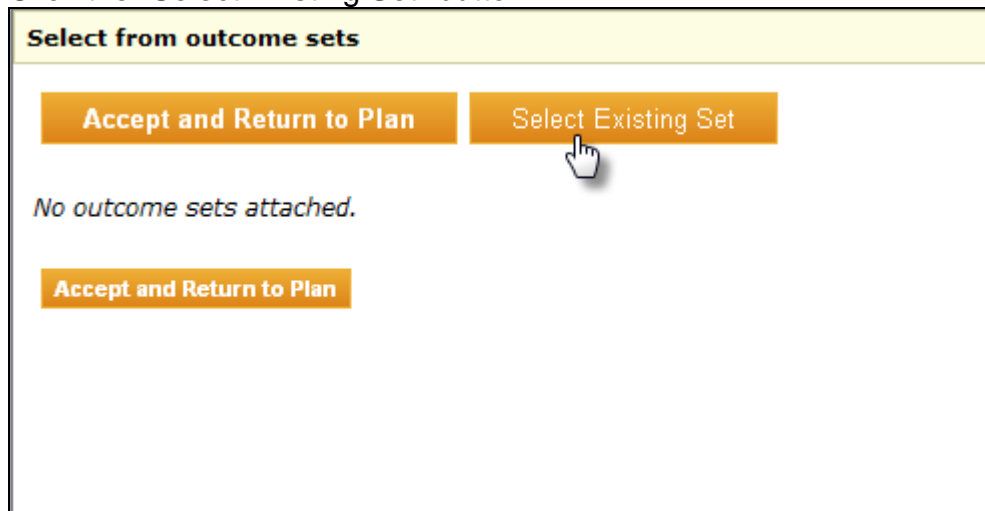 Select from outcome sets
Accept and Return to Plan Select Existing Set
No outcome sets attached.
Accept and Return to Plan